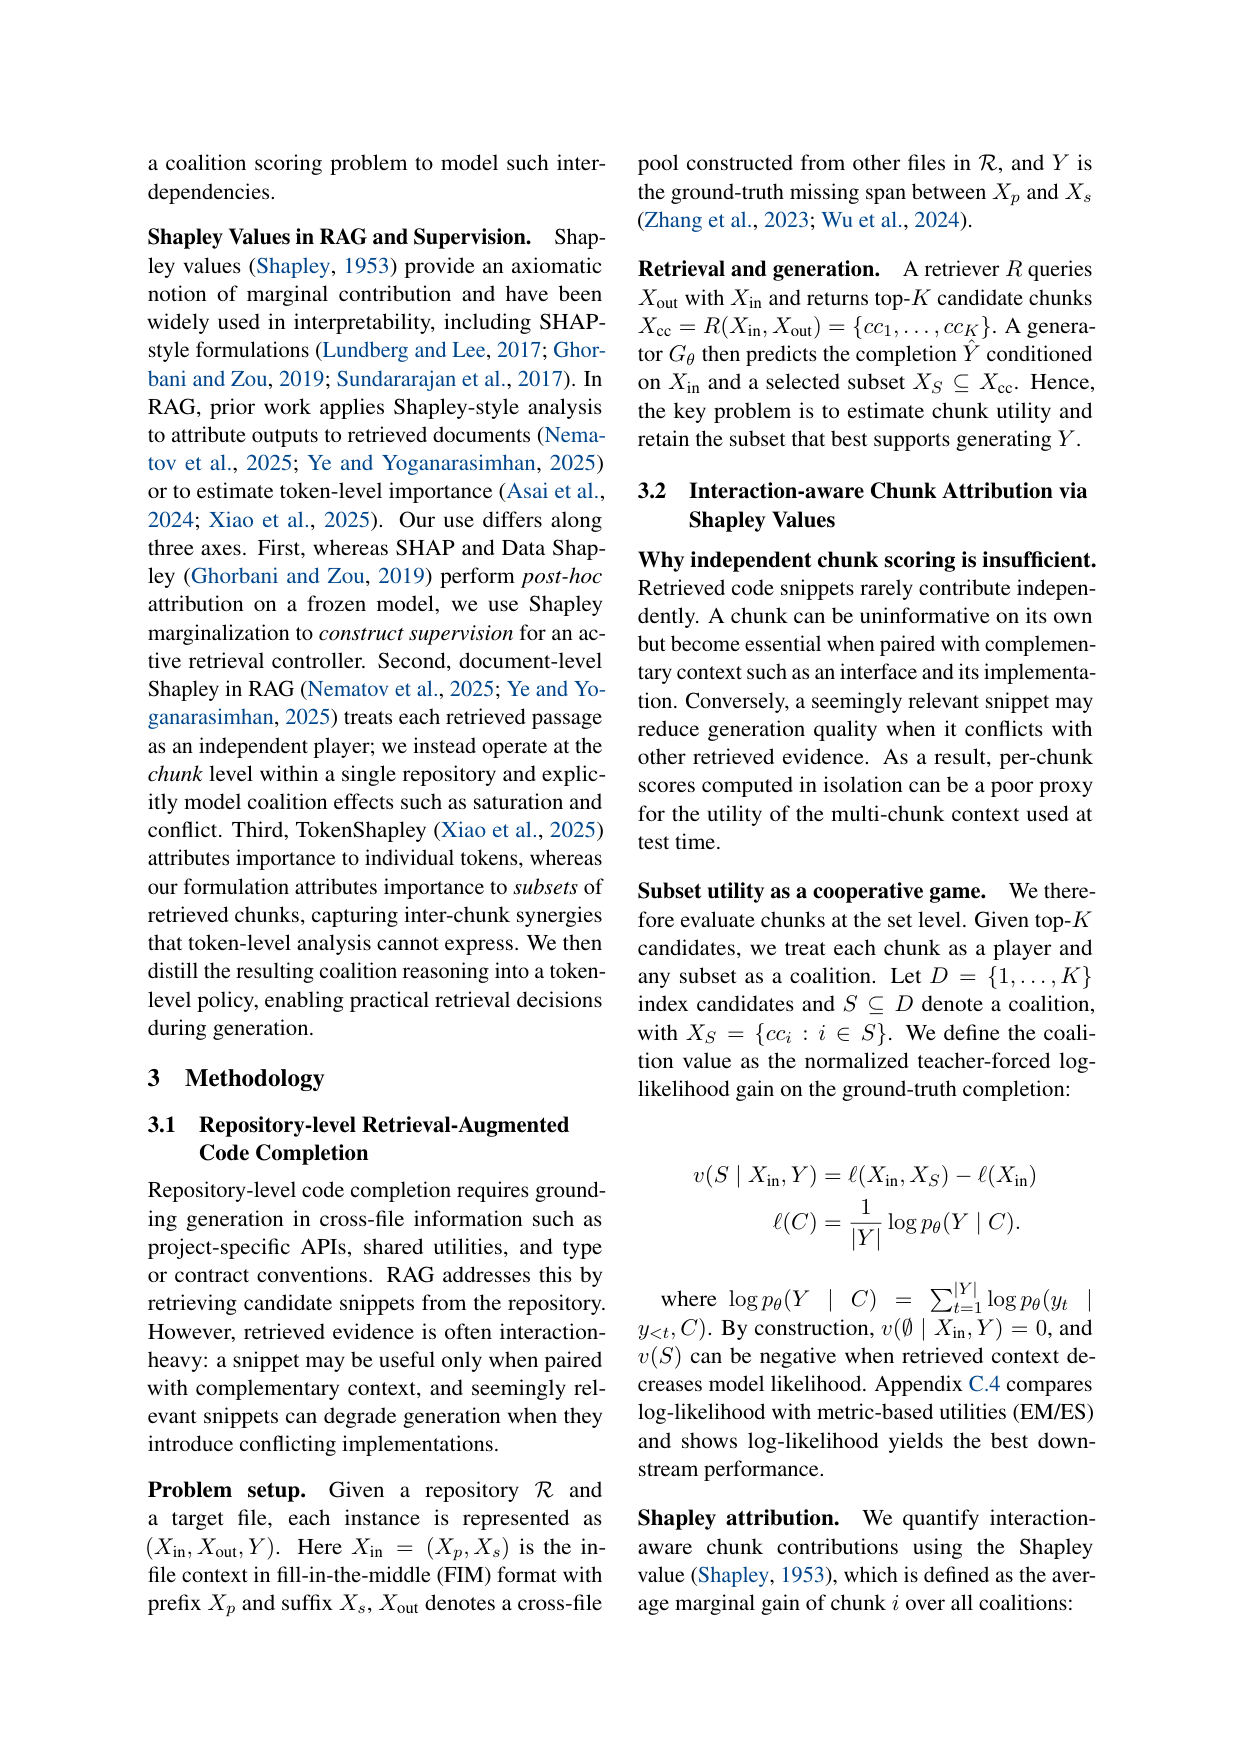 a coalition scoring problem to model such inter-
dependencies.
Shapley Values in RAG and Supervision. Shap-
ley values (Shapley, 1953) provide an axiomatic
notion of marginal contribution and have been
widely used in interpretability, including SHAP-
style formulations (Lundberg and Lee, 2017; Ghor-
bani and Zou, 2019; Sundararajan et al., 2017). In
RAG, prior work applies Shapley-style analysis
to attribute outputs to retrieved documents (Nema-
tov et al., 2025; Ye and Yoganarasimhan, 2025)
or to estimate token-level importance (Asai et al.,
2024; Xiao et al., 2025). Our use differs along
three axes. First, whereas SHAP and Data Shap-
ley (Ghorbani and Zou, 2019) perform post-hoc
attribution on a frozen model, we use Shapley
marginalization to construct supervision for an ac-
tive retrieval controller. Second, document-level
Shapley in RAG (Nematov et al., 2025; Ye and Yo-
ganarasimhan, 2025) treats each retrieved passage
as an independent player; we instead operate at the
chunk level within a single repository and explic-
itly model coalition effects such as saturation and
conflict. Third, TokenShapley (Xiao et al., 2025)
attributes importance to individual tokens, whereas
our formulation attributes importance to subsets of
retrieved chunks, capturing inter-chunk synergies
that token-level analysis cannot express. We then
distill the resulting coalition reasoning into a token-
level policy, enabling practical retrieval decisions
during generation.
3 Methodology
3.1 Repository-level Retrieval-Augmented
Code Completion
Repository-level code completion requires ground-
ing generation in cross-file information such as
project-specific APIs, shared utilities, and type
or contract conventions. RAG addresses this by
retrieving candidate snippets from the repository.
However, retrieved evidence is often interaction-
heavy: a snippet may be useful only when paired
with complementary context, and seemingly rel-
evant snippets can degrade generation when they
introduce conflicting implementations.
Problem setup. Given a repository ℛ and
a target file, each instance is represented as
(X_in, X_out, Y). Here X_in = (X_p, X_s) is the in-
file context in fill-in-the-middle (FIM) format with
prefix X_p and suffix X_s, X_out denotes a cross-file
pool constructed from other files in ℛ, and Y is
the ground-truth missing span between X_p and X_s
(Zhang et al., 2023; Wu et al., 2024).
Retrieval and generation. A retriever R queries
X_out with X_in and returns top-K candidate chunks
X_cc = R(X_in, X_out) = {cc_1, . . . , cc_K}. A genera-
tor G_θ then predicts the completion Ŷ conditioned
on X_in and a selected subset X_S ⊆ X_cc. Hence,
the key problem is to estimate chunk utility and
retain the subset that best supports generating Y.
3.2 Interaction-aware Chunk Attribution via
Shapley Values
Why independent chunk scoring is insufficient.
Retrieved code snippets rarely contribute indepen-
dently. A chunk can be uninformative on its own
but become essential when paired with complemen-
tary context such as an interface and its implementa-
tion. Conversely, a seemingly relevant snippet may
reduce generation quality when it conflicts with
other retrieved evidence. As a result, per-chunk
scores computed in isolation can be a poor proxy
for the utility of the multi-chunk context used at
test time.
Subset utility as a cooperative game. We there-
fore evaluate chunks at the set level. Given top-K
candidates, we treat each chunk as a player and
any subset as a coalition. Let D = {1, . . . , K}
index candidates and S ⊆ D denote a coalition,
with X_S = {cc_i : i ∈ S}. We define the coali-
tion value as the normalized teacher-forced log-
likelihood gain on the ground-truth completion:
v(S | X_in, Y) = ℓ(X_in, X_S) − ℓ(X_in)
ℓ(C) = 1/|Y| log p_θ(Y | C).
where log p_θ(Y | C) = ∑_{t=1}^{|Y|} log p_θ(y_t |
y_{<t}, C). By construction, v(∅ | X_in, Y) = 0, and
v(S) can be negative when retrieved context de-
creases model likelihood. Appendix C.4 compares
log-likelihood with metric-based utilities (EM/ES)
and shows log-likelihood yields the best down-
stream performance.
Shapley attribution. We quantify interaction-
aware chunk contributions using the Shapley
value (Shapley, 1953), which is defined as the aver-
age marginal gain of chunk i over all coalitions: